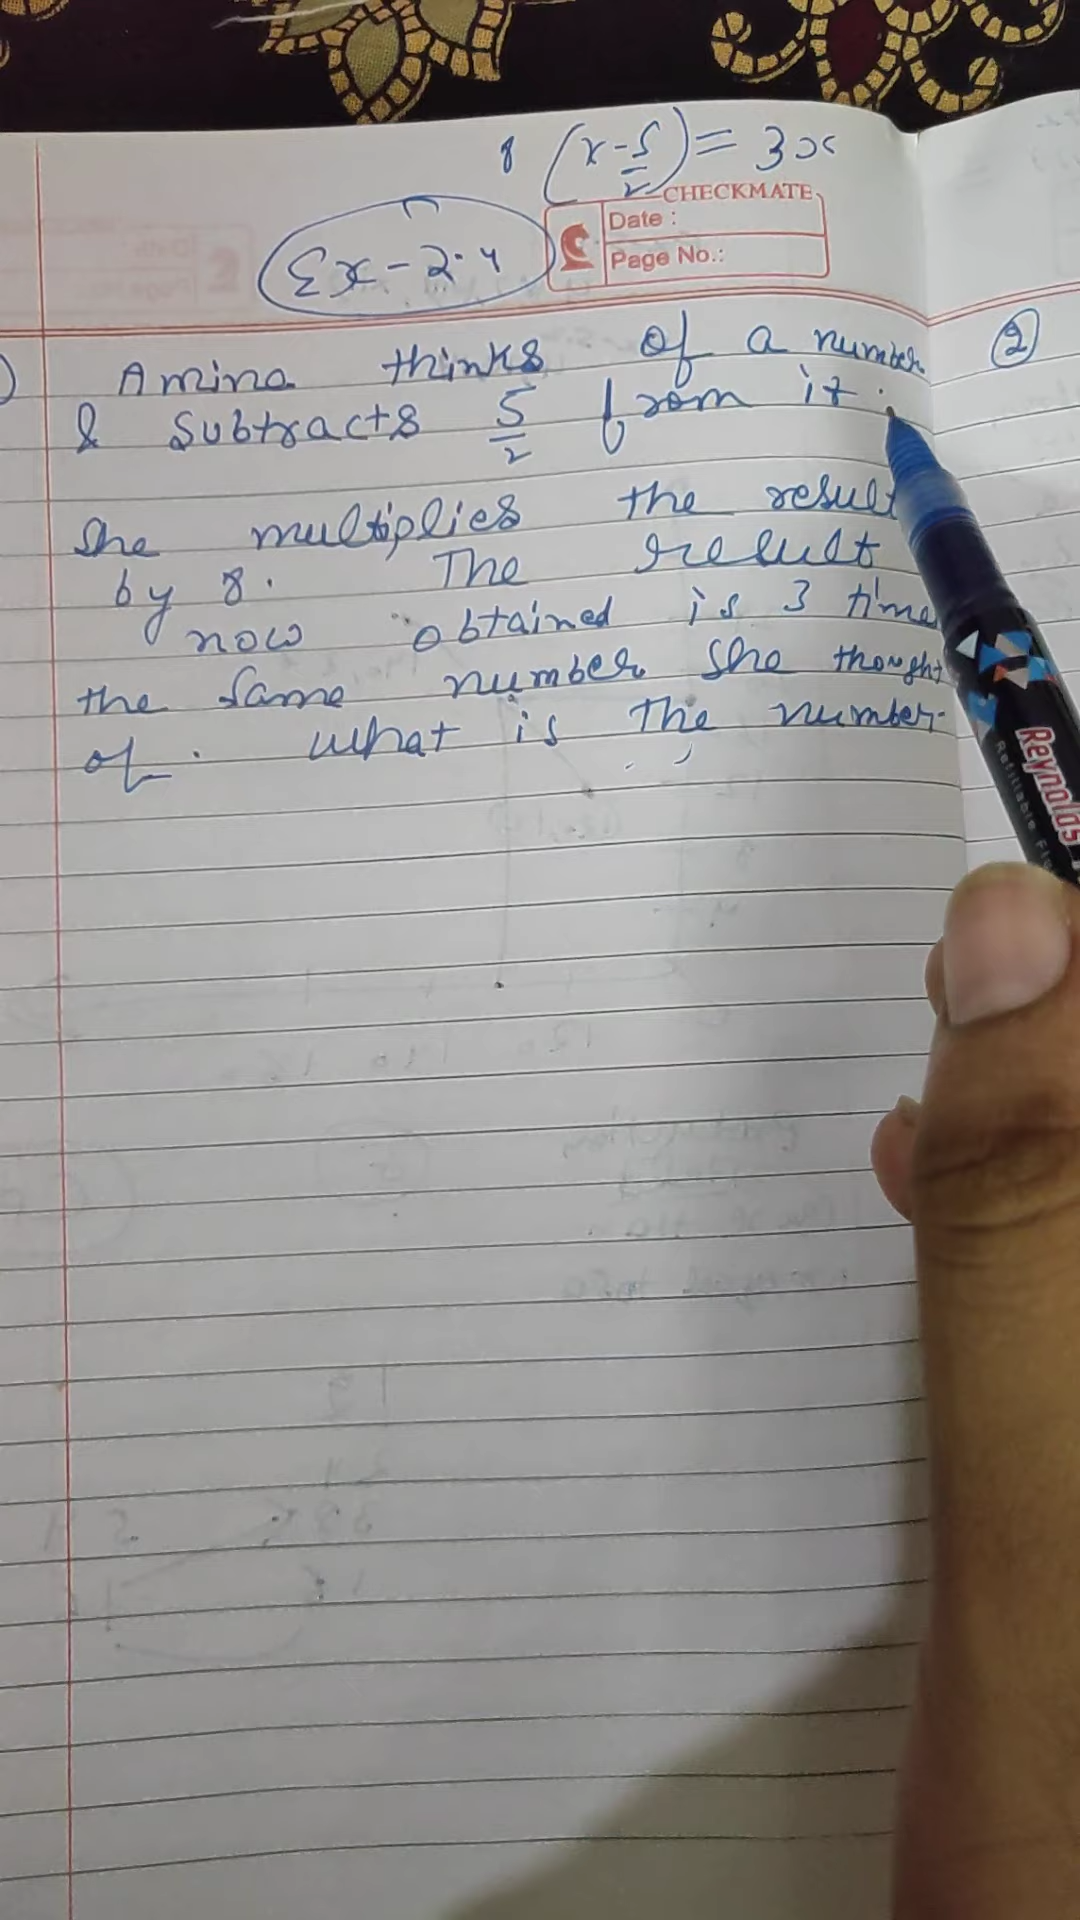 8 (x - 5/2) = 3x
CHECKMATE
Date :
Page No.:
Ex - 2.4
Amina thinks of a number
& Subtracts 5/2 from it.
She multiplies the result
by 8. The result
now obtained is 3 time
the Same number she thought
of. what is the number
②
Reynolds